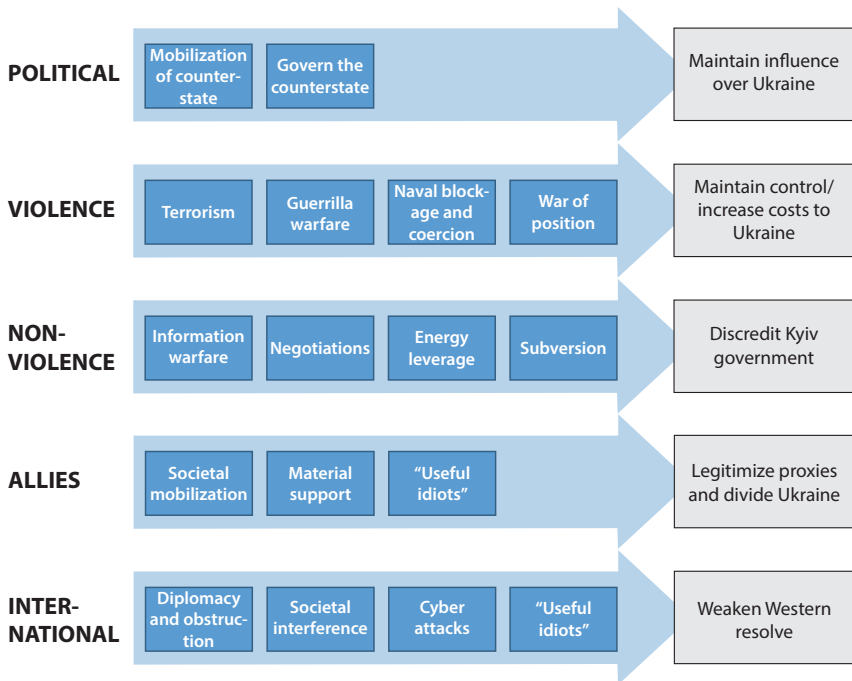 POLITICAL
Mobilization
of counter-
state
Govern the
counterstate
Maintain influence
over Ukraine
VIOLENCE
Terrorism
Guerrilla
warfare
Naval block-
age and
coercion
War of
position
Maintain control/
increase costs to
Ukraine
NON-
VIOLENCE
Information
warfare
Negotiations
Energy
leverage
Subversion
Discredit Kyiv
government
ALLIES
Societal
mobilization
Material
support
“Useful
idiots”
Legitimize proxies
and divide Ukraine
INTER-
NATIONAL
Diplomacy
and obstruc-
tion
Societal
interference
Cyber
attacks
“Useful
idiots”
Weaken Western
resolve